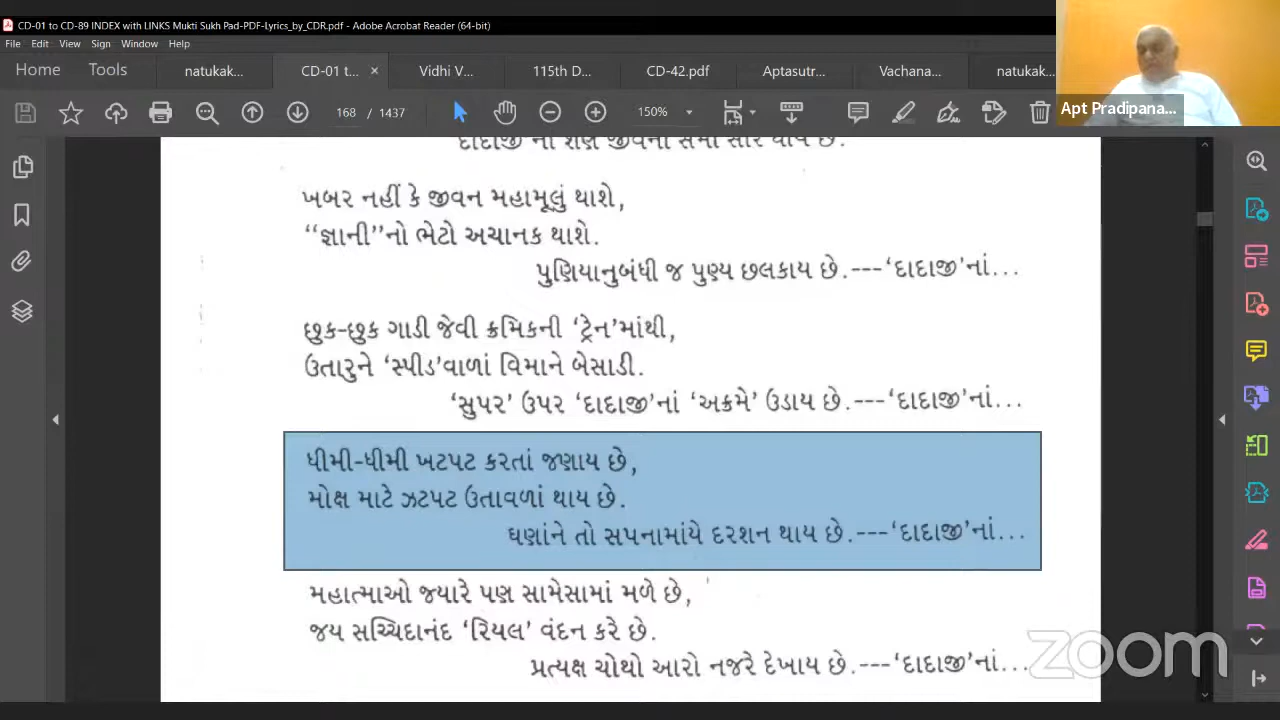 CD-01 to CD-89 INDEX with LINKS Mukti Sukh Pad-PDF-Lyrics_by_CDR.pdf - Adobe Acrobat Reader (64-bit)
File Edit View Sign Window Help
Home Tools natukak... CD-01 t... × Vidhi V... 115th D... CD-42.pdf Aptasutr... Vachana... natukak...
168 / 1437 150%
Apt Pradipana...
દાદાજી ના
ખબર નહીં કે જીવન મહામૂલું થાશે,
“જ્ઞાની”નો ભેટો અચાનક થાશે.
પુણિયાનુબંધી જ પુણ્ય છલકાય છે.---‘દાદાજી’નાં...
છુક-છુક ગાડી જેવી ક્રમિકની ‘ટ્રેન’માંથી,
ઉતારુને ‘સ્પીડ’વાળાં વિમાને બેસાડી.
‘સુપર’ ઉપર ‘દાદાજી’નાં ‘અક્રમે’ ઉડાય છે.---‘દાદાજી’નાં...
ધીમી-ધીમી ખટપટ કરતાં જણાય છે,
મોક્ષ માટે ઝટપટ ઉતાવળાં થાય છે.
ઘણાંને તો સપનામાંયે દરશન થાય છે.---‘દાદાજી’નાં...
મહાત્માઓ જ્યારે પણ સામેસામાં મળે છે,
જય સચ્ચિદાનંદ ‘રિયલ’ વંદન કરે છે.
પ્રત્યક્ષ ચોથો આરો નજરે દેખાય છે.---‘દાદાજી’નાં...
zoom